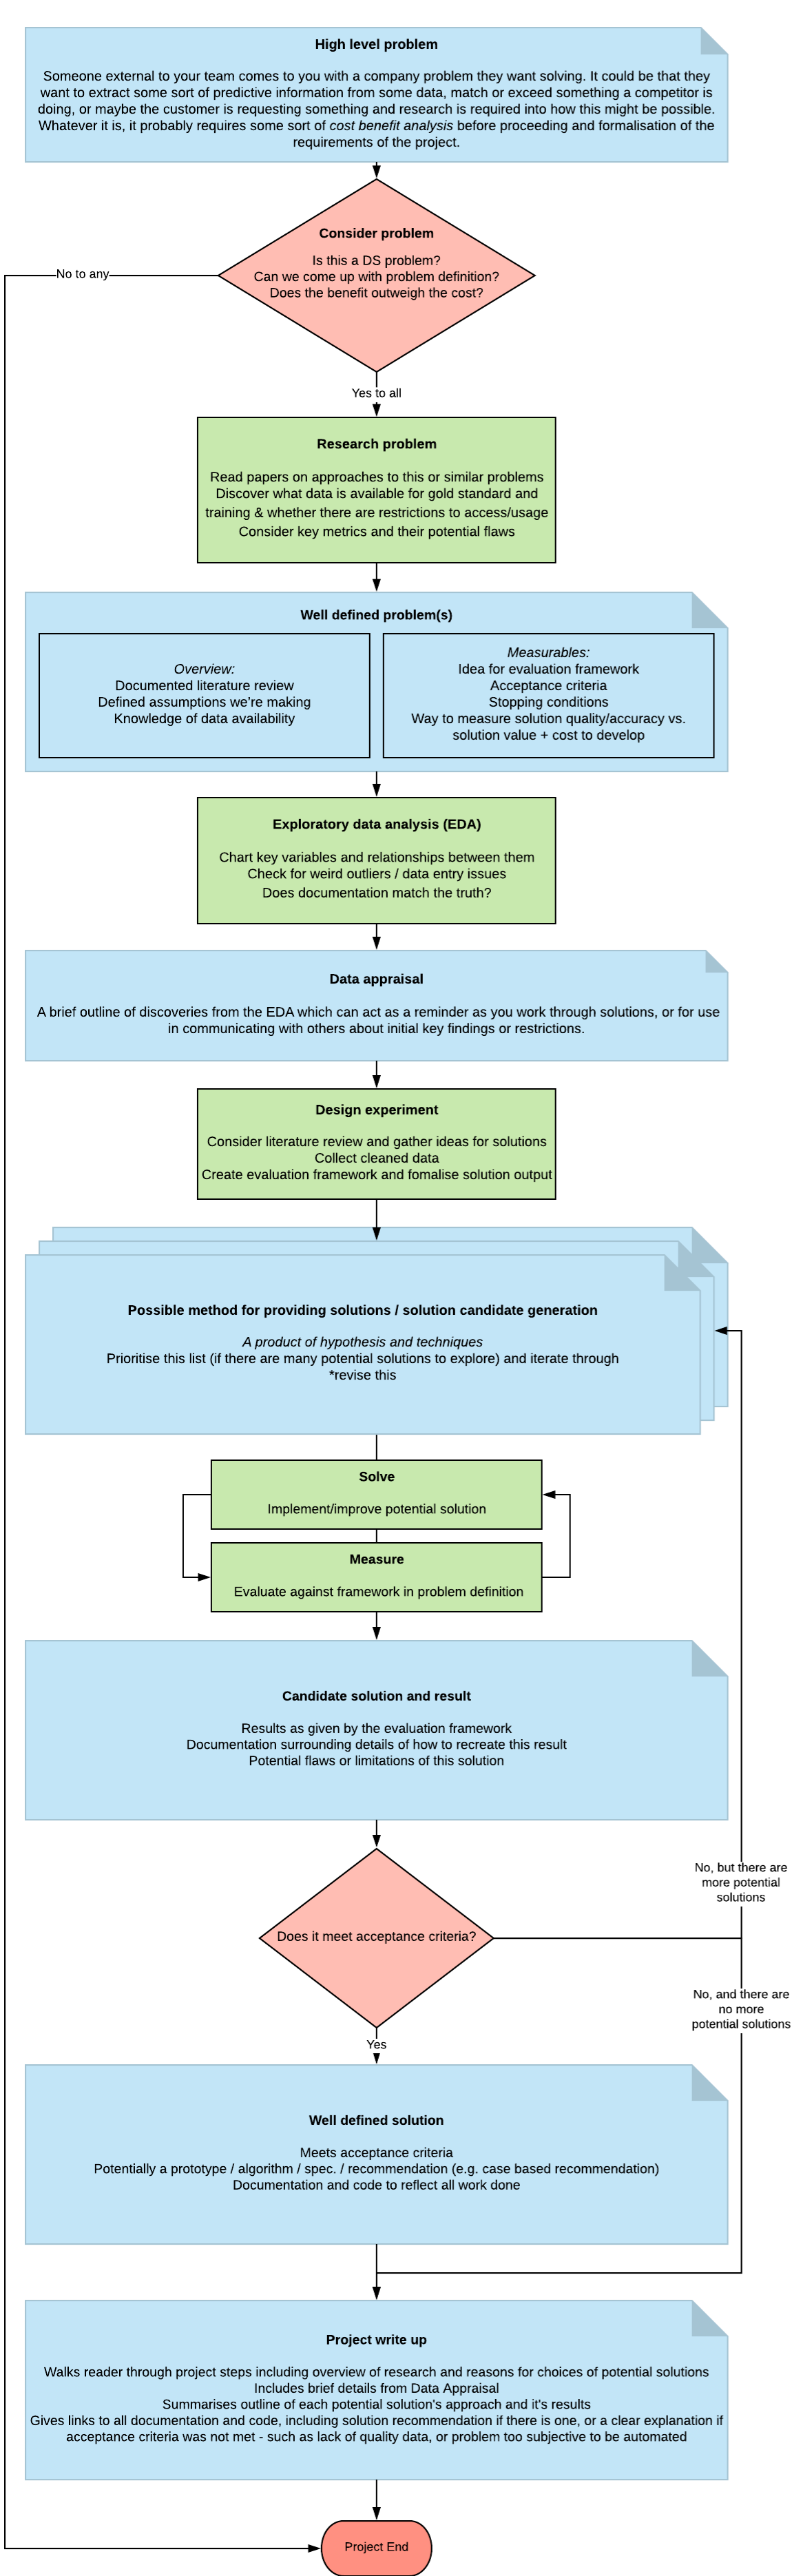 High level problem
Someone external to your team comes to you with a company problem they want solving. It could be that they
want to extract some sort of predictive information from some data, match or exceed something a competitor is
doing, or maybe the customer is requesting something and research is required into how this might be possible.
Whatever it is, it probably requires some sort of cost benefit analysis before proceeding and formalisation of the
requirements of the project.
Consider problem
Is this a DS problem?
Can we come up with problem definition?
Does the benefit outweigh the cost?
No to any
Yes to all
Research problem
Read papers on approaches to this or similar problems
Discover what data is available for gold standard and
training & whether there are restrictions to access/usage
Consider key metrics and their potential flaws
Well defined problem(s)
Overview:
Documented literature review
Defined assumptions we're making
Knowledge of data availability
Measurables:
Idea for evaluation framework
Acceptance criteria
Stopping conditions
Way to measure solution quality/accuracy vs.
solution value + cost to develop
Exploratory data analysis (EDA)
Chart key variables and relationships between them
Check for weird outliers / data entry issues
Does documentation match the truth?
Data appraisal
A brief outline of discoveries from the EDA which can act as a reminder as you work through solutions, or for use
in communicating with others about initial key findings or restrictions.
Design experiment
Consider literature review and gather ideas for solutions
Collect cleaned data
Create evaluation framework and fomalise solution output
Possible method for providing solutions / solution candidate generation
A product of hypothesis and techniques
Prioritise this list (if there are many potential solutions to explore) and iterate through
*revise this
Solve
Implement/improve potential solution
Measure
Evaluate against framework in problem definition
Candidate solution and result
Results as given by the evaluation framework
Documentation surrounding details of how to recreate this result
Potential flaws or limitations of this solution
No, but there are
more potential
solutions
Does it meet acceptance criteria?
No, and there are
no more
potential solutions
Yes
Well defined solution
Meets acceptance criteria
Potentially a prototype / algorithm / spec. / recommendation (e.g. case based recommendation)
Documentation and code to reflect all work done
Project write up
Walks reader through project steps including overview of research and reasons for choices of potential solutions
Includes brief details from Data Appraisal
Summarises outline of each potential solution's approach and it's results
Gives links to all documentation and code, including solution recommendation if there is one, or a clear explanation if
acceptance criteria was not met - such as lack of quality data, or problem too subjective to be automated
Project End